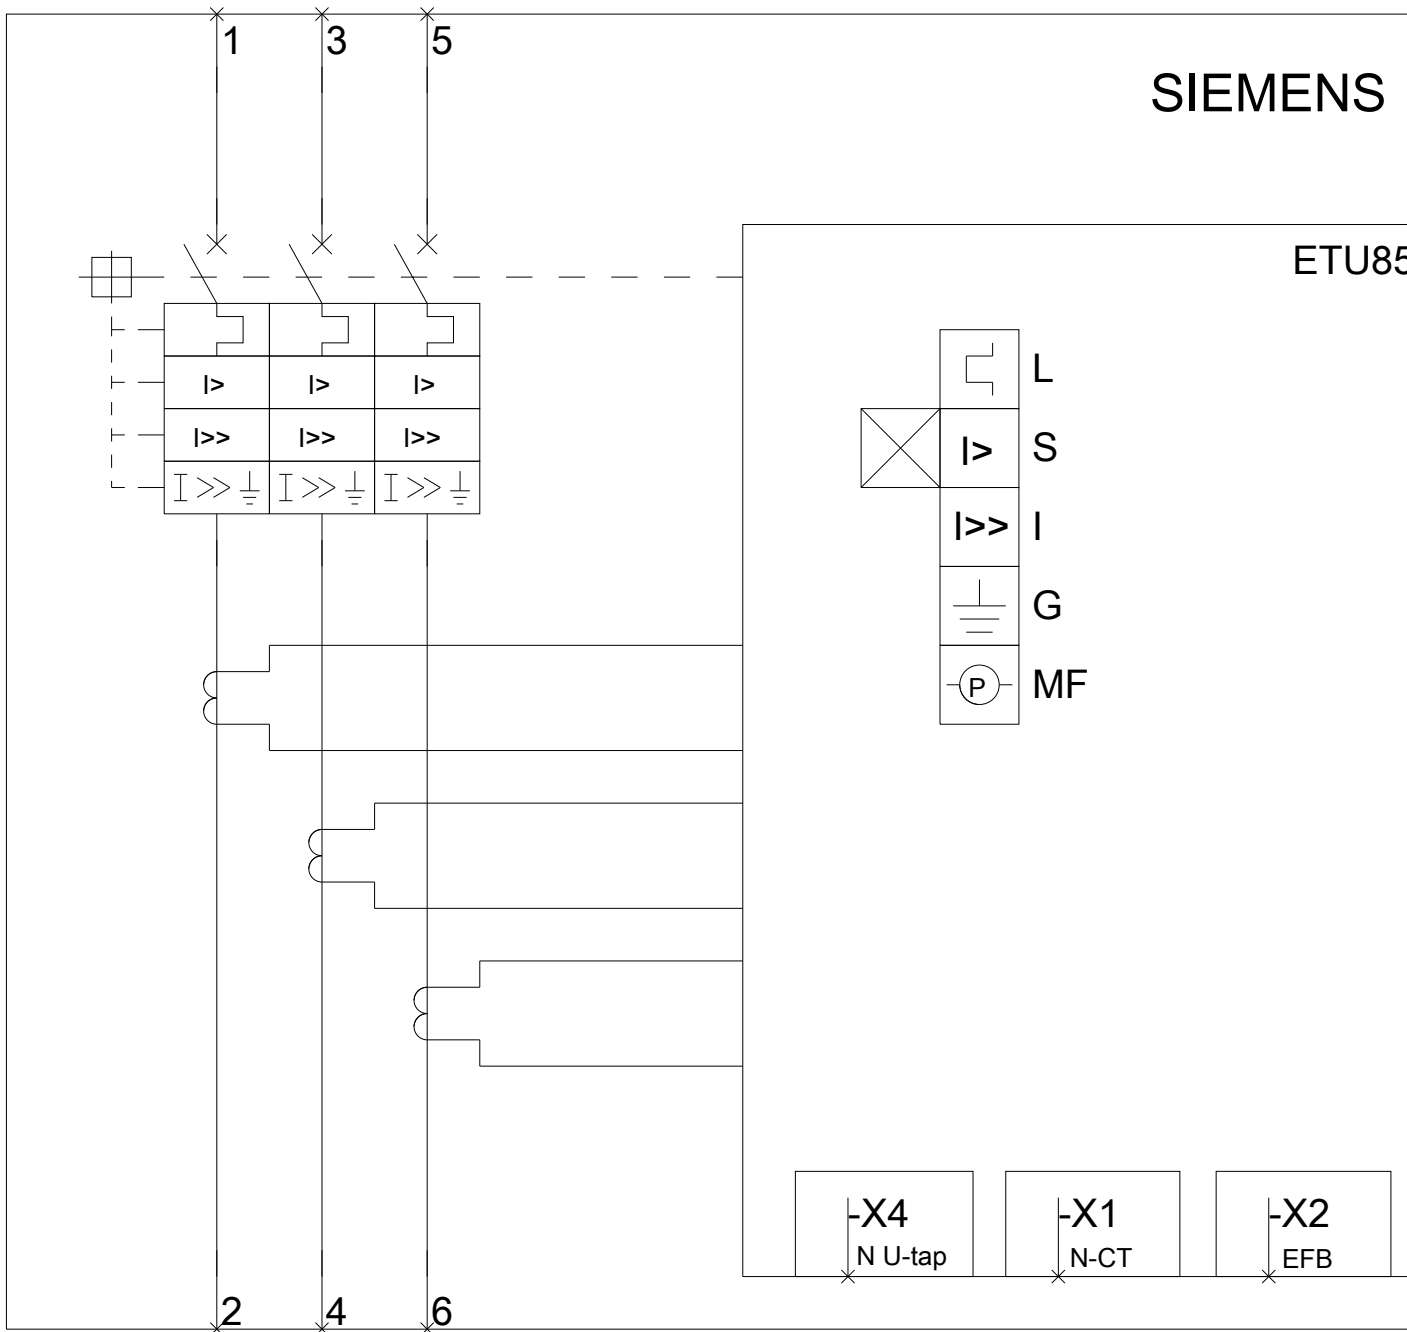 1 3 5
SIEMENS
ETU85
I> I> I>
I>> I>> I>>
I>> I>> I>>
L
I> S
I>> I
G
P MF
-X4 -X1 -X2
N U-tap N-CT EFB
2 4 6